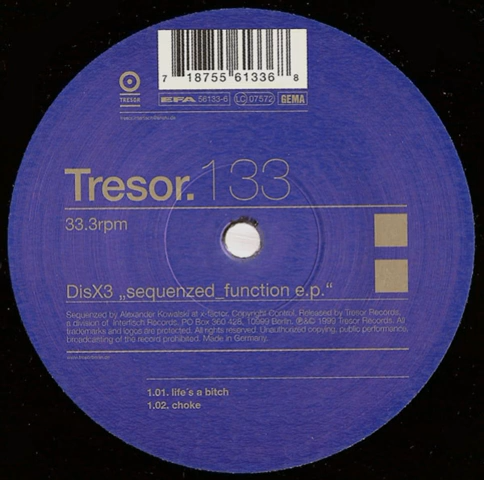 7 18755 61336 8
TRESOR
EFA 56133-6 LC 07572 GEMA
Tresor.133
33.3rpm
DisX3 „sequenzed_function e.p.“
Sequenzed by Alexander Kowalski at x-factor. Copyright Control. Released by Tresor Records,
a division of Interfisch Records, PO Box 360 428, 10999 Berlin. ℗&© 1999 Tresor Records. All
trademarks and logos are protected. All rights reserved. Unauthorized copying, public performance,
broadcasting of the record prohibited. Made in Germany.
1.01. life´s a bitch
1.02. choke